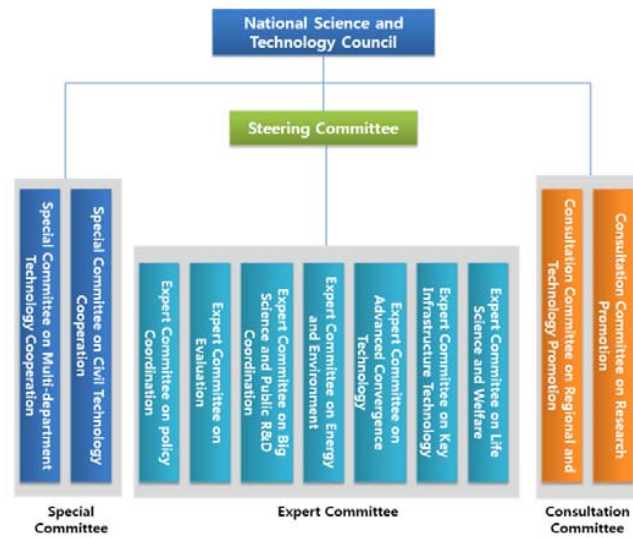 National Science and
Technology Council
Steering Committee
Special Committee on Multi-department
Technology Cooperation
Special Committee on Civil Technology
Cooperation
Expert Committee on policy
Coordination
Expert Committee on
Evaluation
Expert Committee on Big
Science and Public R&D
Coordination
Expert Committee on Energy
and Environment
Expert Committee on
Advanced Convergence
Technology
Expert Committee on Key
Infrastructure Technology
Expert Committee on Life
Science and Welfare
Consultation Committee on Regional and
Technology Promotion
Consultation Committee on Research
Promotion
Special
Committee
Expert Committee
Consultation
Committee